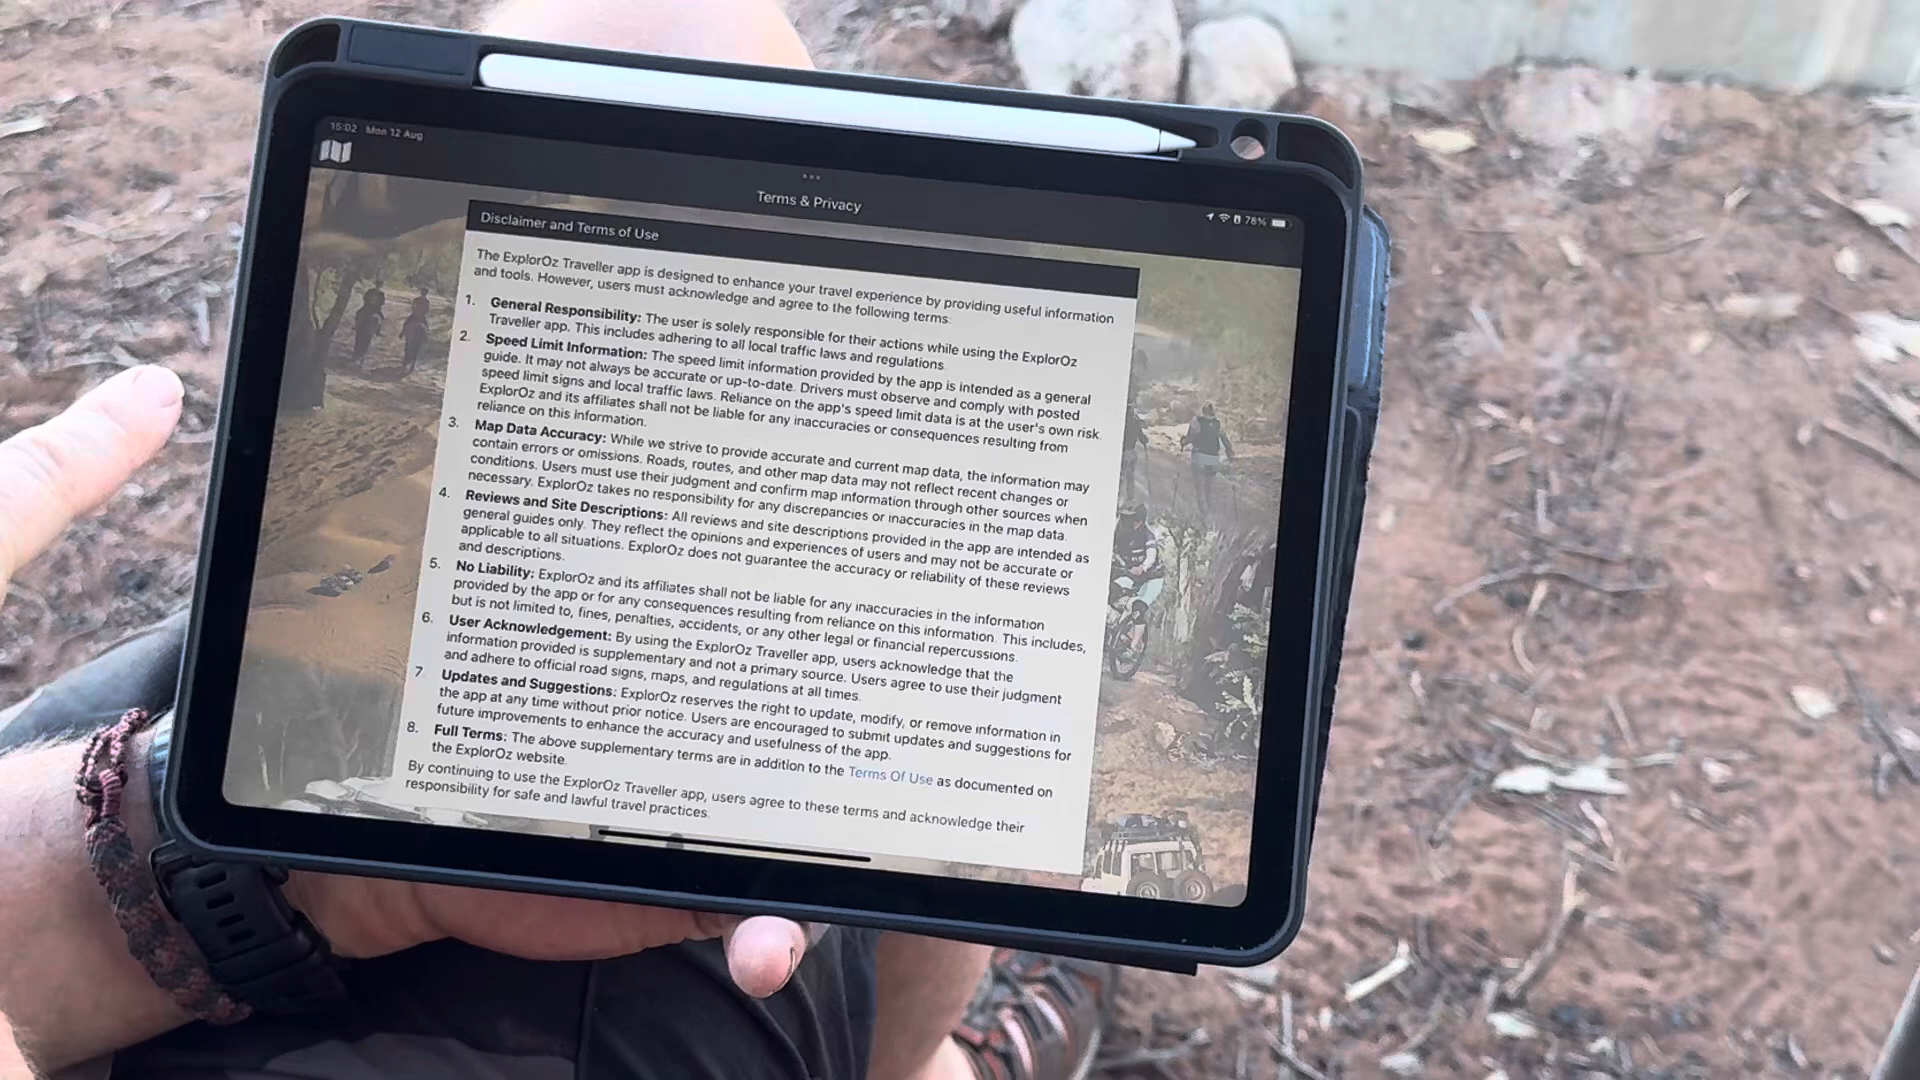 15:02 Mon 12 Aug
78%
Terms & Privacy
Disclaimer and Terms of Use
The ExplorOz Traveller app is designed to enhance your travel experience by providing useful information
and tools. However, users must acknowledge and agree to the following terms:
1. General Responsibility: The user is solely responsible for their actions while using the ExplorOz
Traveller app. This includes adhering to all local traffic laws and regulations.
2. Speed Limit Information: The speed limit information provided by the app is intended as a general
guide. It may not always be accurate or up-to-date. Drivers must observe and comply with posted
speed limit signs and local traffic laws. Reliance on the app's speed limit data is at the user's own risk.
ExplorOz and its affiliates shall not be liable for any inaccuracies or consequences resulting from
reliance on this information.
3. Map Data Accuracy: While we strive to provide accurate and current map data, the information may
contain errors or omissions. Roads, routes, and other map data may not reflect recent changes or
conditions. Users must use their judgment and confirm map information through other sources when
necessary. ExplorOz takes no responsibility for any discrepancies or inaccuracies in the map data.
4. Reviews and Site Descriptions: All reviews and site descriptions provided in the app are intended as
general guides only. They reflect the opinions and experiences of users and may not be accurate or
applicable to all situations. ExplorOz does not guarantee the accuracy or reliability of these reviews
and descriptions.
5. No Liability: ExplorOz and its affiliates shall not be liable for any inaccuracies in the information
provided by the app or for any consequences resulting from reliance on this information. This includes,
but is not limited to, fines, penalties, accidents, or any other legal or financial repercussions.
6. User Acknowledgement: By using the ExplorOz Traveller app, users acknowledge that the
information provided is supplementary and not a primary source. Users agree to use their judgment
and adhere to official road signs, maps, and regulations at all times.
7. Updates and Suggestions: ExplorOz reserves the right to update, modify, or remove information in
the app at any time without prior notice. Users are encouraged to submit updates and suggestions for
future improvements to enhance the accuracy and usefulness of the app.
8. Full Terms: The above supplementary terms are in addition to the Terms Of Use as documented on
the ExplorOz website.
By continuing to use the ExplorOz Traveller app, users agree to these terms and acknowledge their
responsibility for safe and lawful travel practices.